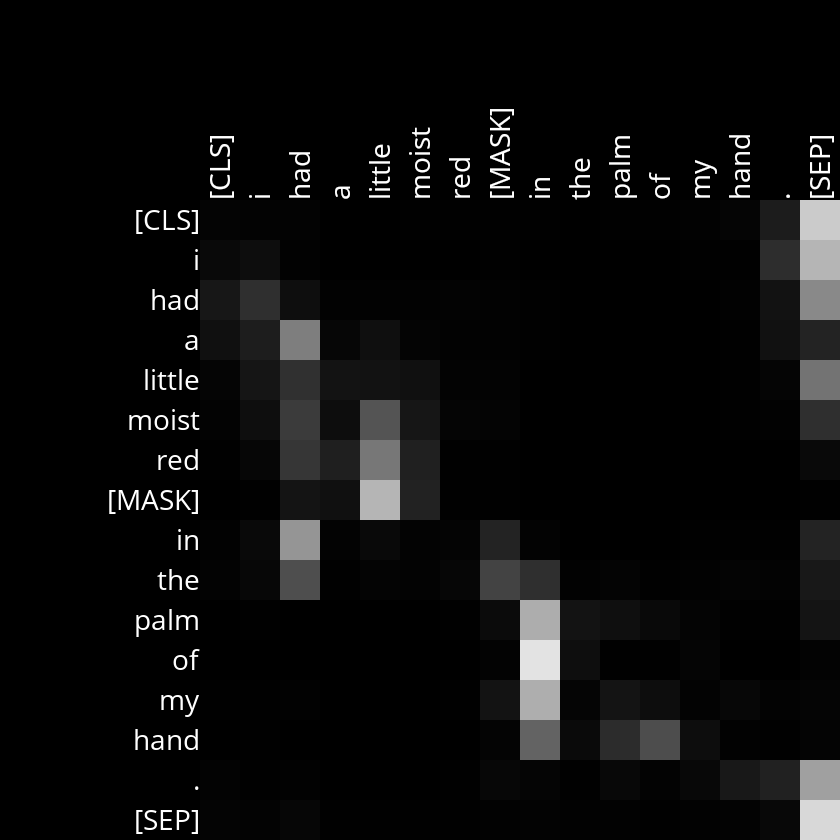 [CLS] i had a little moist red [MASK] in the palm of my hand . [SEP]
[CLS]
i
had
a
little
moist
red
[MASK]
in
the
palm
of
my
hand
.
[SEP]